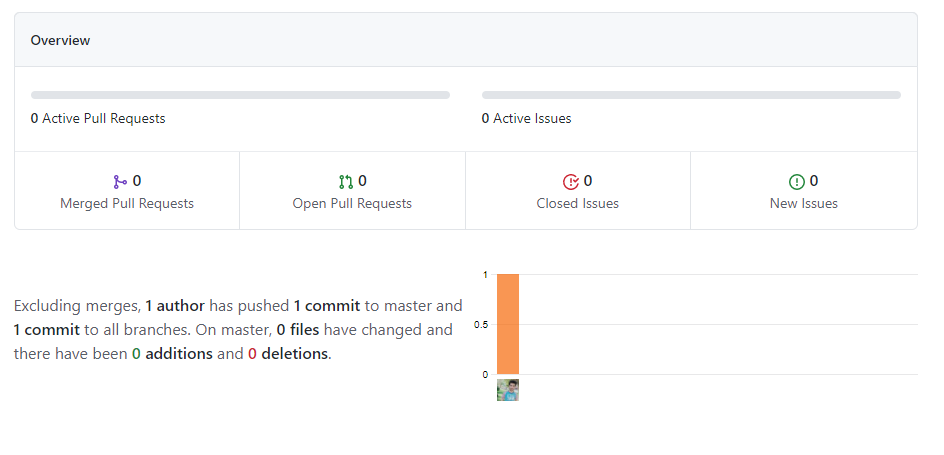 Overview
0 Active Pull Requests
0 Active Issues
0
Merged Pull Requests
0
Open Pull Requests
0
Closed Issues
0
New Issues
Excluding merges, 1 author has pushed 1 commit to master and
1 commit to all branches. On master, 0 files have changed and
there have been 0 additions and 0 deletions.
1
0.5
0